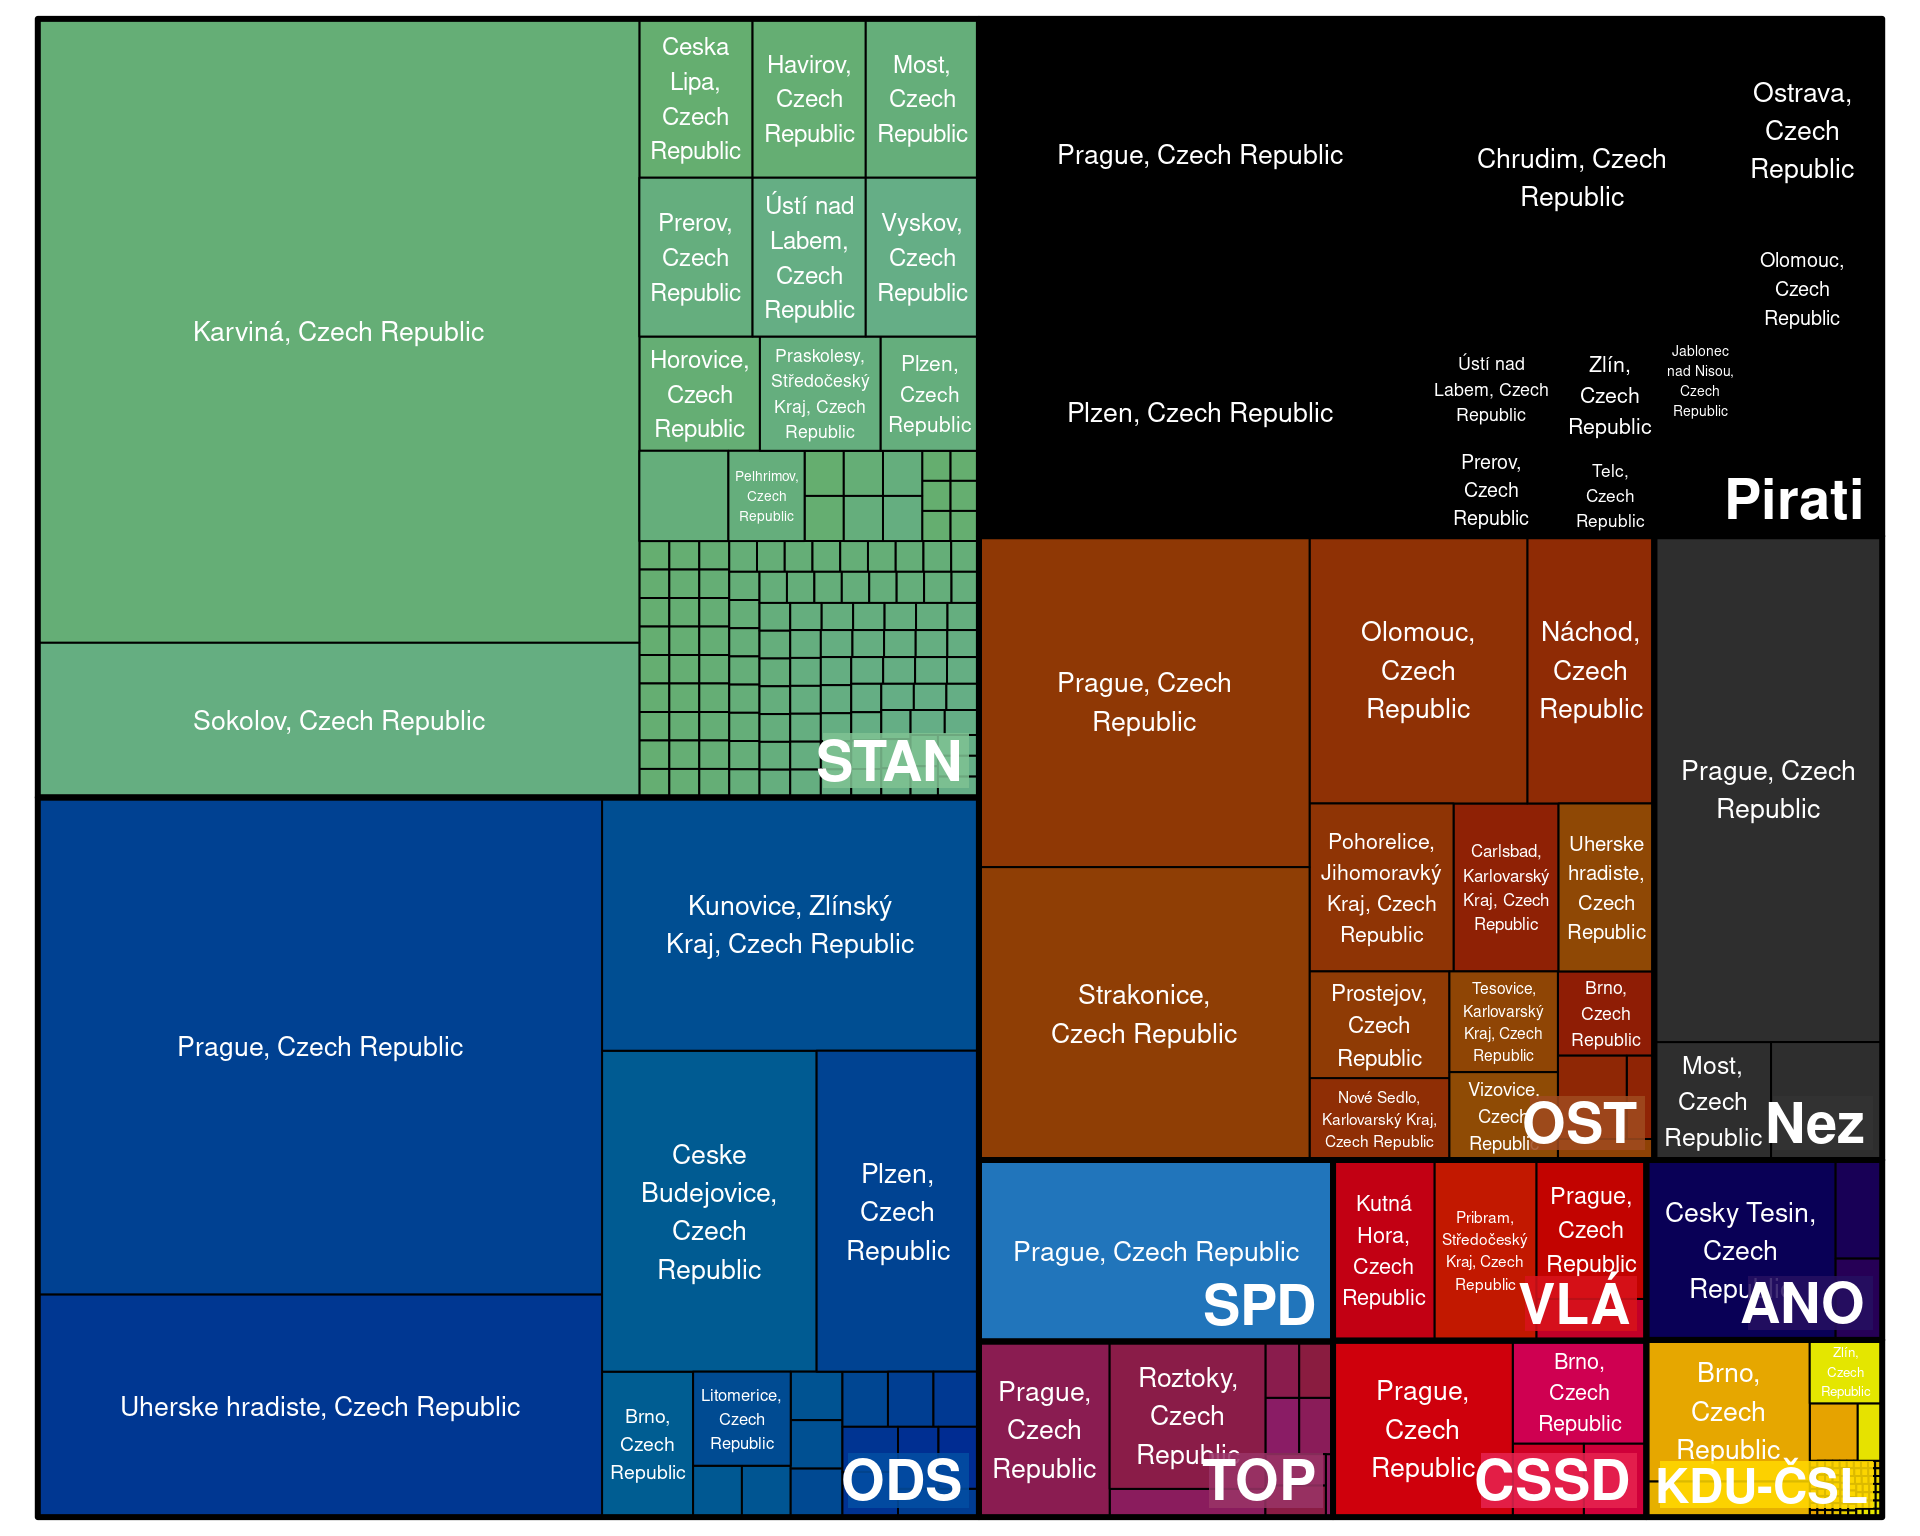 Karviná, Czech Republic
Sokolov, Czech Republic
Ceska
Lipa,
Czech
Republic
Havirov,
Czech
Republic
Most,
Czech
Republic
Prerov,
Czech
Republic
Ústí nad
Labem,
Czech
Republic
Vyskov,
Czech
Republic
Horovice,
Czech
Republic
Praskolesy,
Středočeský
Kraj, Czech
Republic
Plzen,
Czech
Republic
Pelhrimov,
Czech
Republic
STAN
Prague, Czech Republic
Uherske hradiste, Czech Republic
Kunovice, Zlínský
Kraj, Czech Republic
Ceske
Budejovice,
Czech
Republic
Plzen,
Czech
Republic
Brno,
Czech
Republic
Litomerice,
Czech
Republic
ODS
Prague, Czech Republic
Plzen, Czech Republic
Chrudim, Czech
Republic
Ostrava,
Czech
Republic
Olomouc,
Czech
Republic
Ústí nad
Labem, Czech
Republic
Zlín,
Czech
Republic
Jablonec
nad Nisou,
Czech
Republic
Prerov,
Czech
Republic
Telc,
Czech
Republic
Pirati
Prague, Czech
Republic
Strakonice,
Czech Republic
Olomouc,
Czech
Republic
Náchod,
Czech
Republic
Pohorelice,
Jihomoravký
Kraj, Czech
Republic
Carlsbad,
Karlovarský
Kraj, Czech
Republic
Uherske
hradiste,
Czech
Republic
Prostejov,
Czech
Republic
Tesovice,
Karlovarský
Kraj, Czech
Republic
Brno,
Czech
Republic
Nové Sedlo,
Karlovarský Kraj,
Czech Republic
Vizovice,
Czech
Republic
OST
Prague, Czech
Republic
Most,
Czech
Republic
Nez
Prague, Czech Republic
SPD
Kutná
Hora,
Czech
Republic
Pribram,
Středočeský
Kraj, Czech
Republic
Prague,
Czech
Republic
VLÁ
Cesky Tesin,
Czech
Republic
ANO
Prague,
Czech
Republic
Roztoky,
Czech
Republic
TOP
Prague,
Czech
Republic
Brno,
Czech
Republic
CSSD
Brno,
Czech
Republic
Zlín,
Czech
Republic
KDU-ČSL